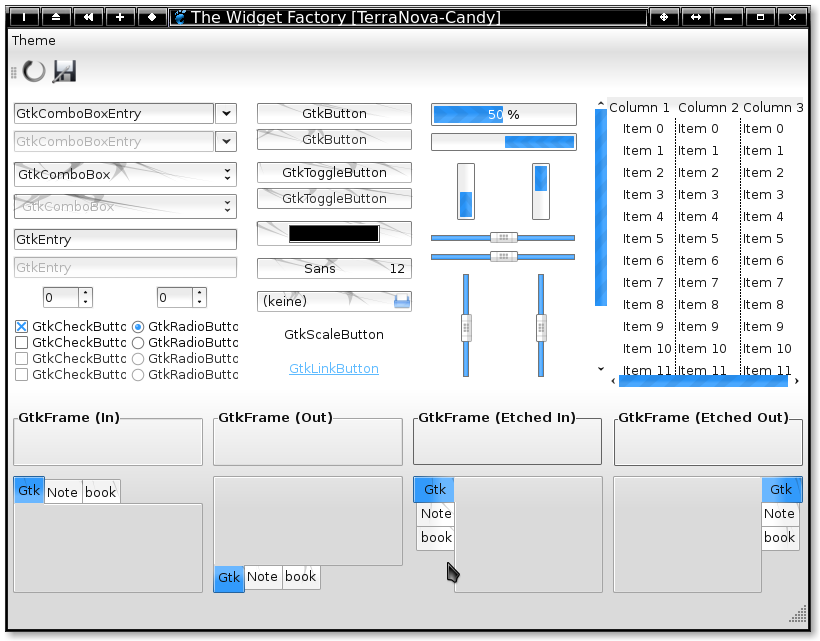 The Widget Factory [TerraNova-Candy]
Theme
GtkComboBoxEntry
GtkComboBoxEntry
GtkComboBox
GtkComboBox
GtkEntry
GtkEntry
0 0
GtkCheckButto GtkRadioButto
GtkCheckButto GtkRadioButto
GtkCheckButto GtkRadioButto
GtkCheckButto GtkRadioButto
GtkButton
GtkButton
GtkToggleButton
GtkToggleButton
Sans 12
(keine)
GtkScaleButton
GtkLinkButton
50 %
Column 1 Column 2 Column 3
Item 0 Item 0 Item 0
Item 1 Item 1 Item 1
Item 2 Item 2 Item 2
Item 3 Item 3 Item 3
Item 4 Item 4 Item 4
Item 5 Item 5 Item 5
Item 6 Item 6 Item 6
Item 7 Item 7 Item 7
Item 8 Item 8 Item 8
Item 9 Item 9 Item 9
Item 10 Item 10 Item 10
Item 11 Item 11 Item 11
GtkFrame (In) GtkFrame (Out) GtkFrame (Etched In) GtkFrame (Etched Out)
Gtk Note book
Gtk Note book
Gtk
Note
book
Gtk
Note
book